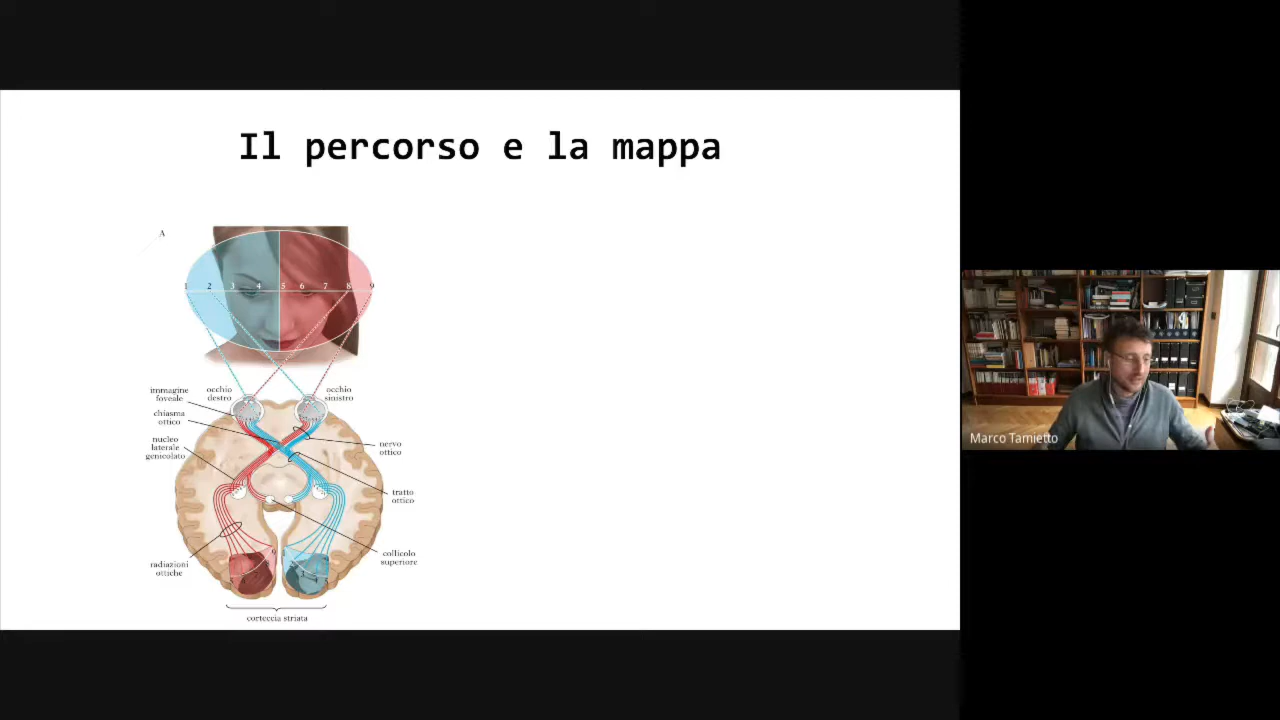 Il percorso e la mappa
A
1 2 3 4 5 6 7 8 9
immagine
foveale
occhio
destro
occhio
sinistro
chiasma
ottico
nucleo
laterale
genicolato
nervo
ottico
tratto
ottico
radiazioni
ottiche
collicolo
superiore
corteccia striata
Marco Tamietto